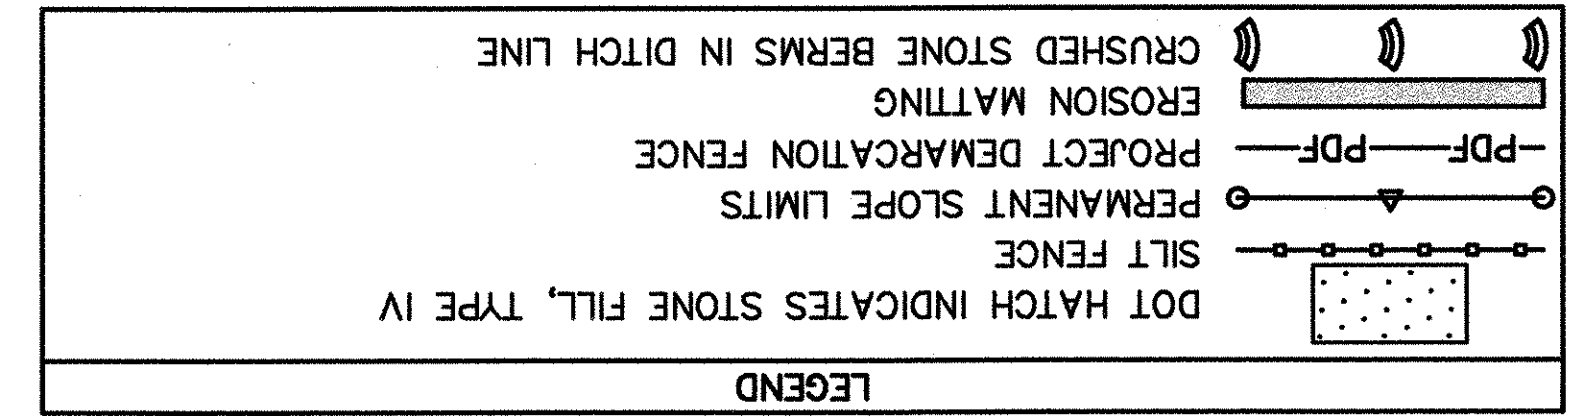 LEGEND
DOT HATCH INDICATES STONE FILL, TYPE IV
SILT FENCE
PERMANENT SLOPE LIMITS
PDF PDF PROJECT DEMARCATION FENCE
EROSION MATTING
CRUSHED STONE BERMS IN DITCH LINE